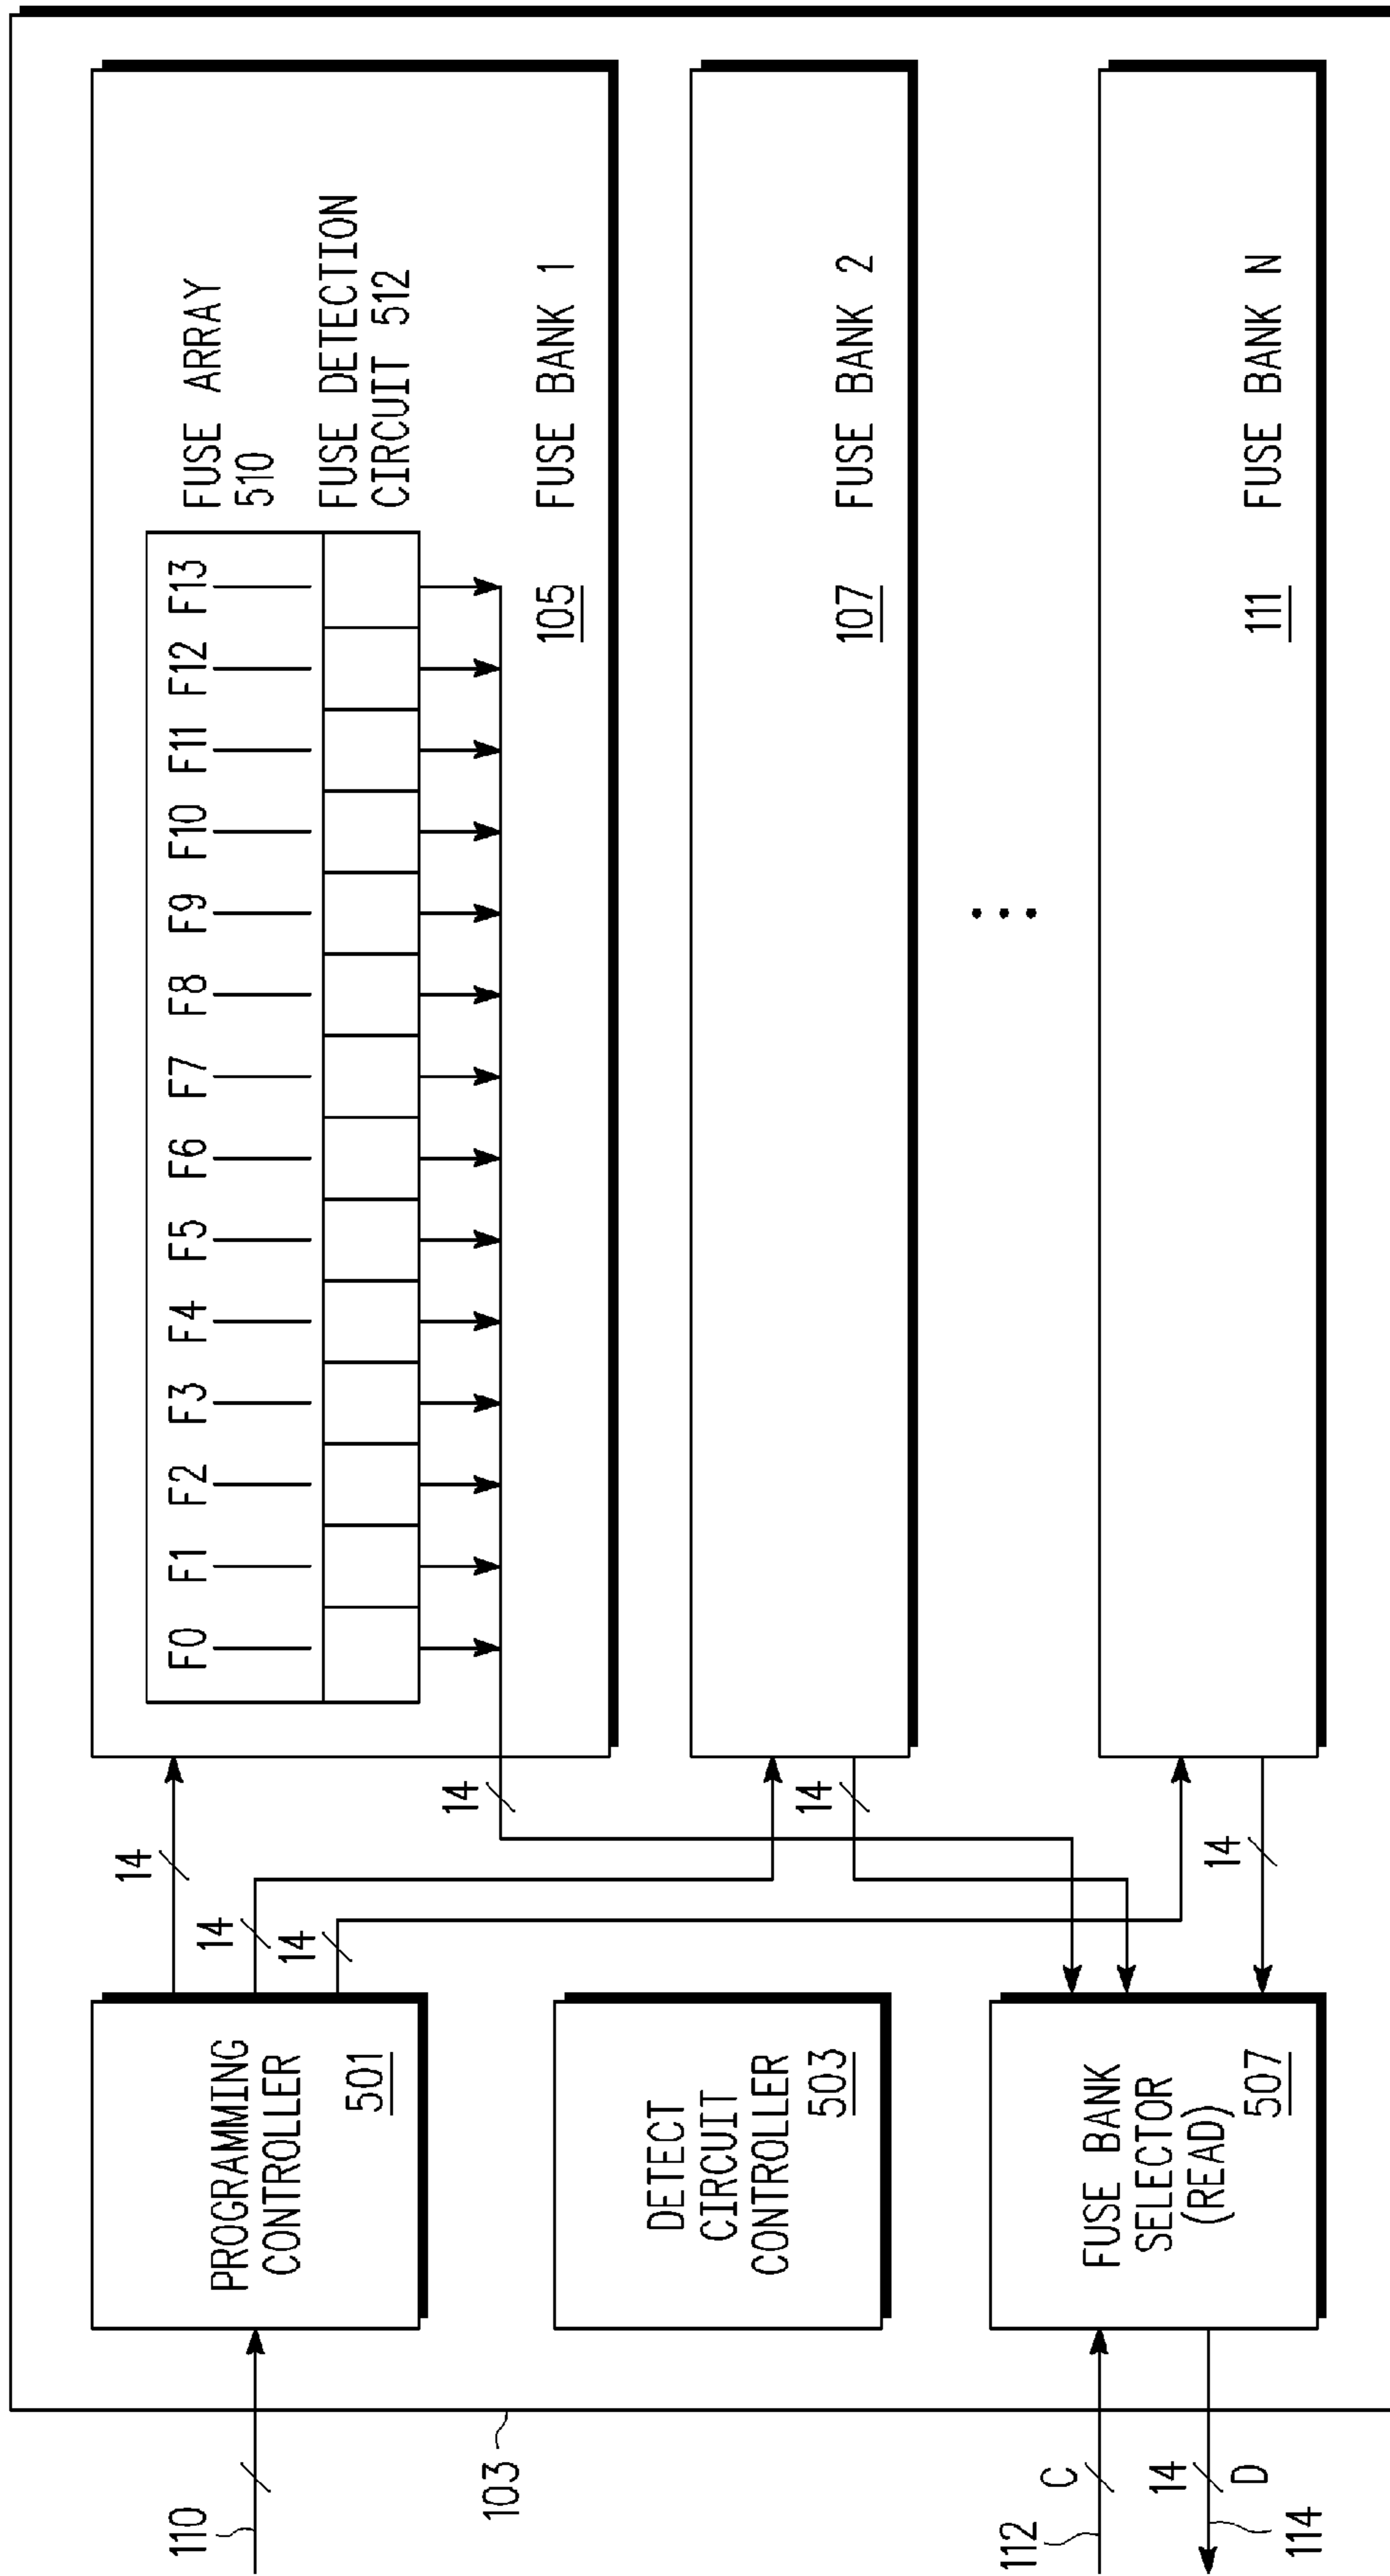 110
103
112
C
14
D
114
PROGRAMMING
CONTROLLER
501
DETECT
CIRCUIT
CONTROLLER
503
FUSE BANK
SELECTOR
(READ)
507
14
14
14
14
14
14
F0 F1 F2 F3 F4 F5 F6 F7 F8 F9 F10 F11 F12 F13
FUSE ARRAY
510
FUSE DETECTION
CIRCUIT 512
105 FUSE BANK 1
107 FUSE BANK 2
111 FUSE BANK N